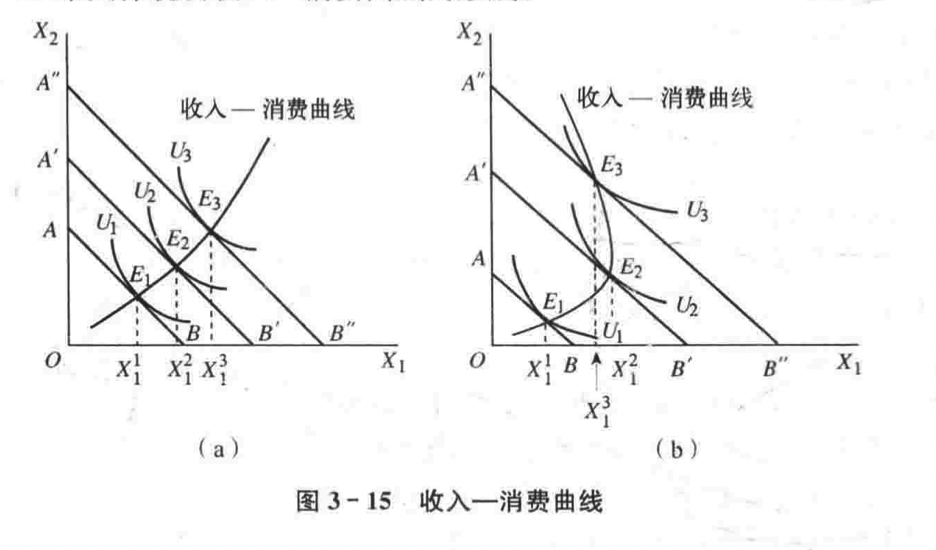 X₂
A″
A′
A
O
收入—消费曲线
U₃
U₂
U₁
E₃
E₂
E₁
B
B′
B″
X₁¹
X₁²
X₁³
X₁
(a)
X₂
A″
A′
A
O
收入—消费曲线
E₃
U₃
E₂
U₂
E₁
U₁
X₁¹
B
X₁²
B′
B″
X₁
X₁³
(b)
图 3-15 收入—消费曲线